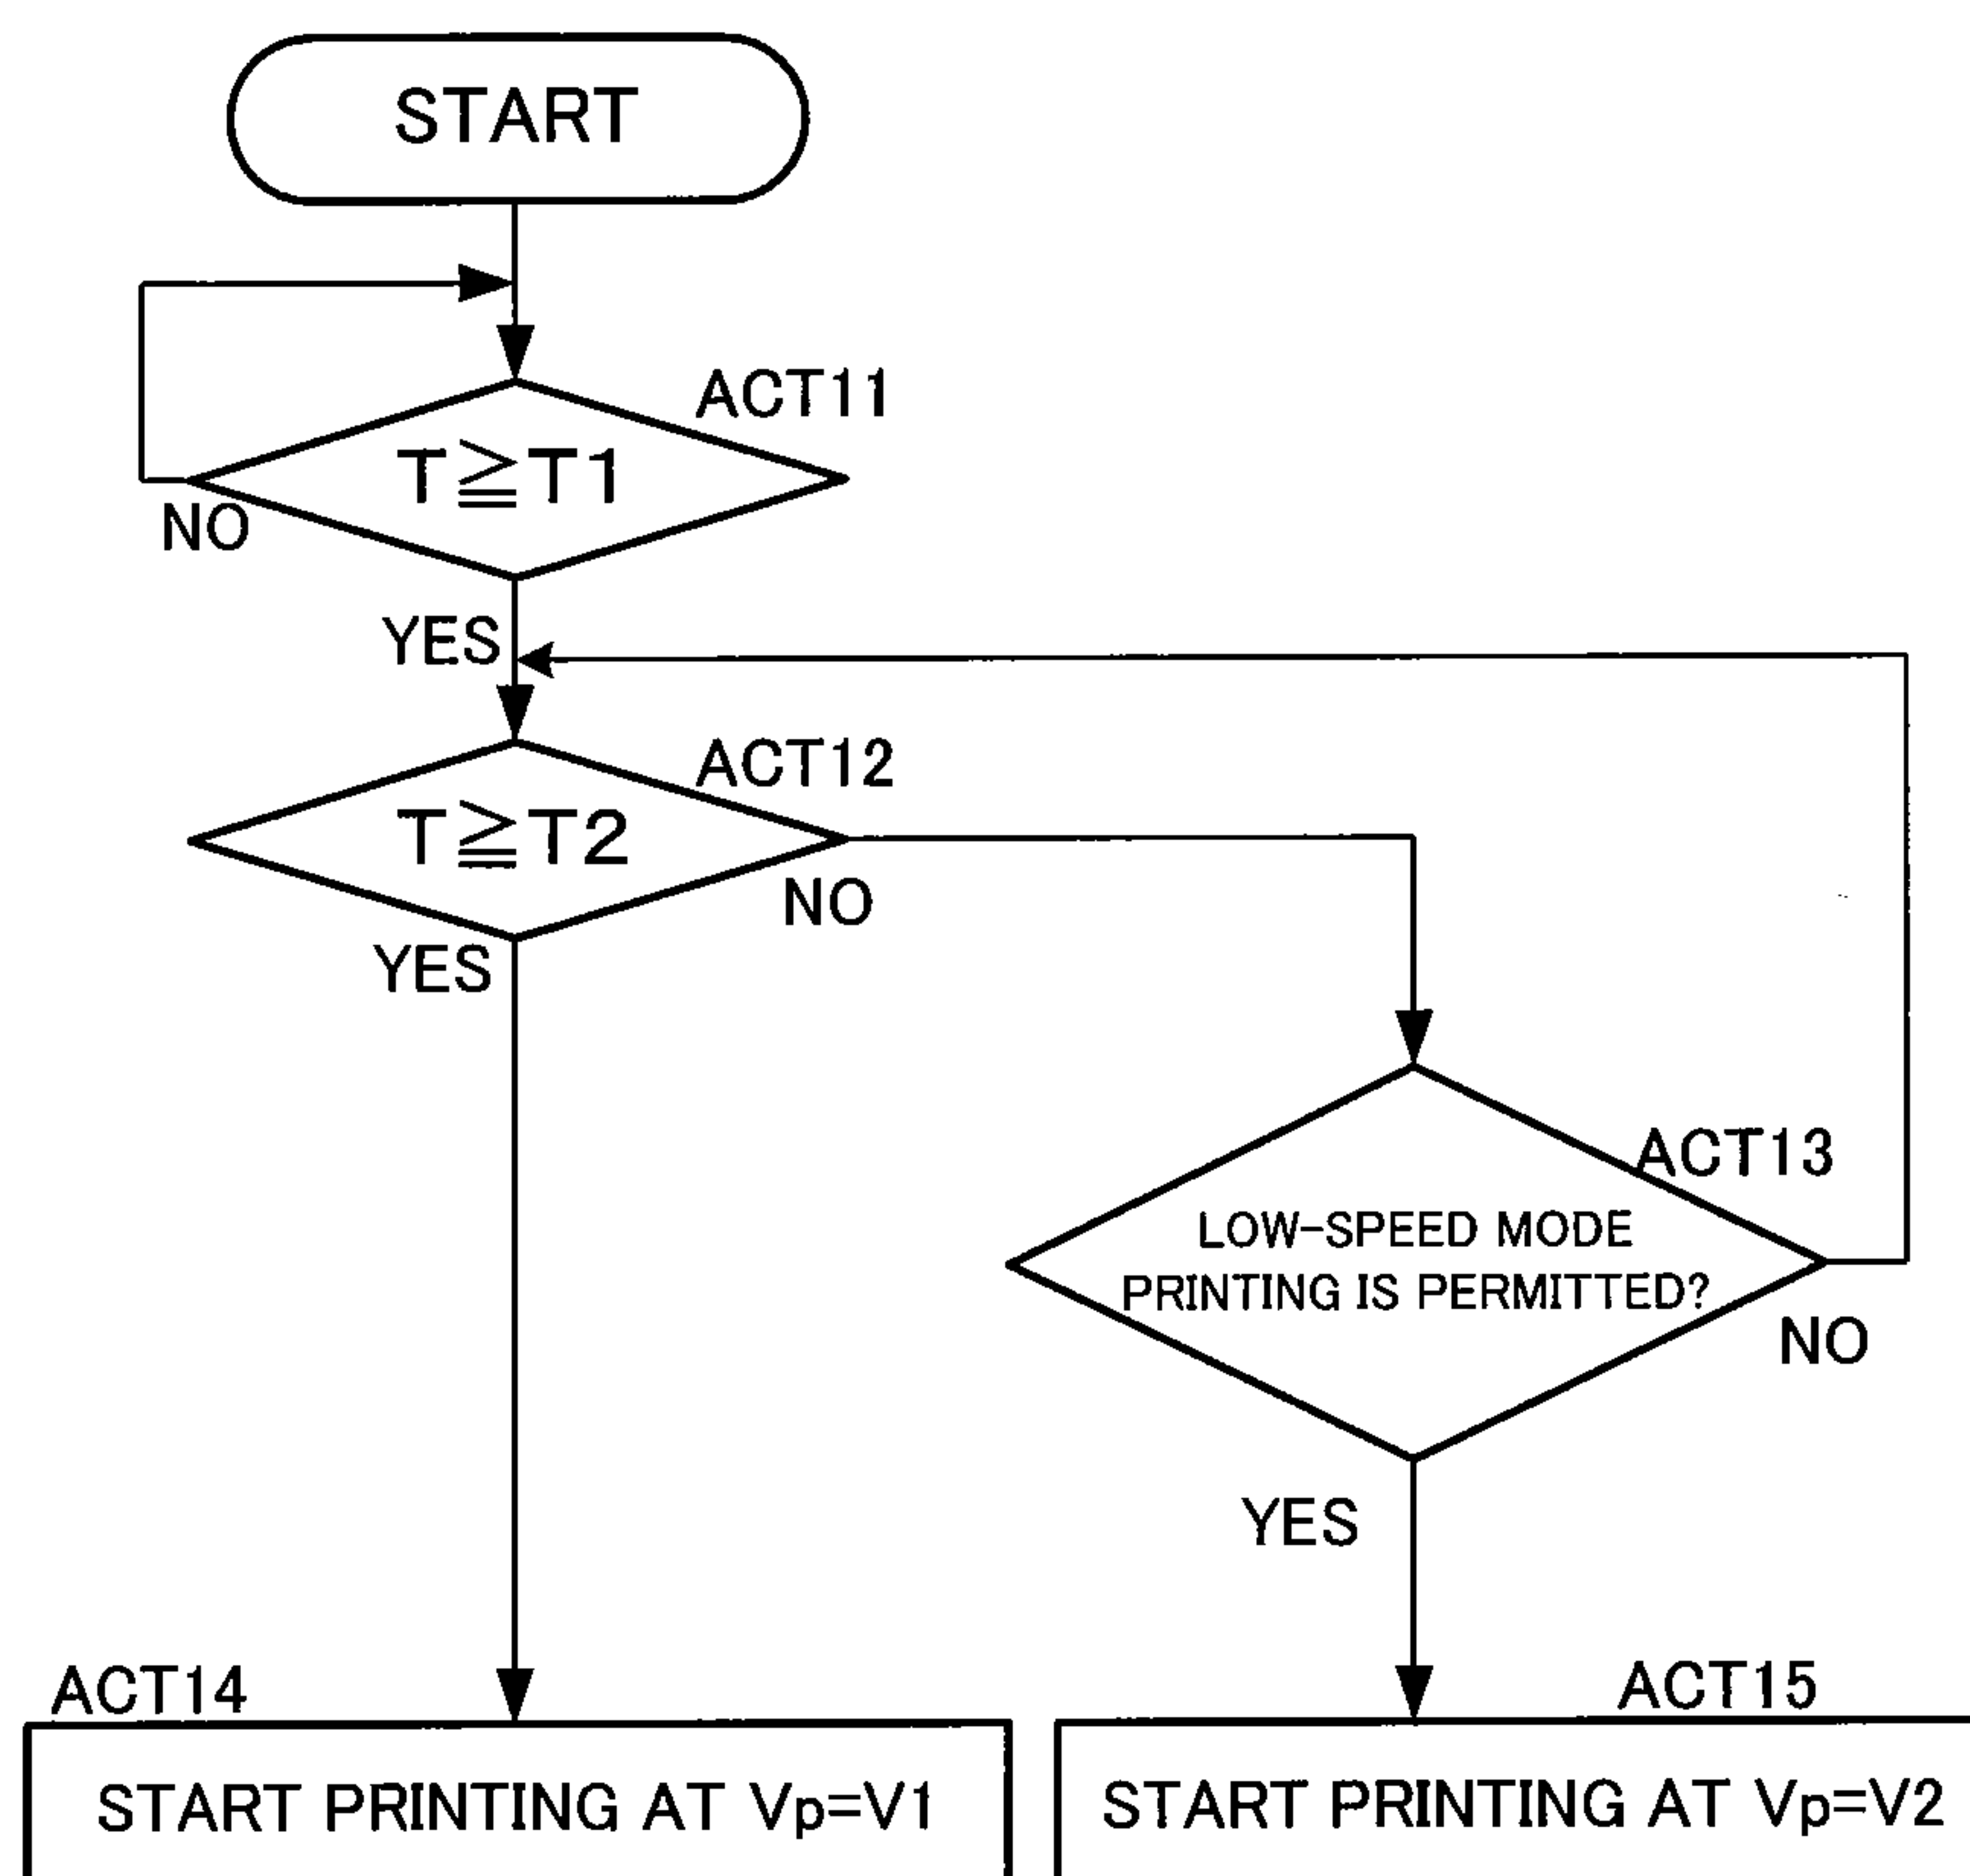 START
ACT11
T≧T1
NO
YES
ACT12
T≧T2
NO
YES
ACT13
LOW-SPEED MODE
PRINTING IS PERMITTED?
NO
YES
ACT14
START PRINTING AT Vp=V1
ACT15
START PRINTING AT Vp=V2